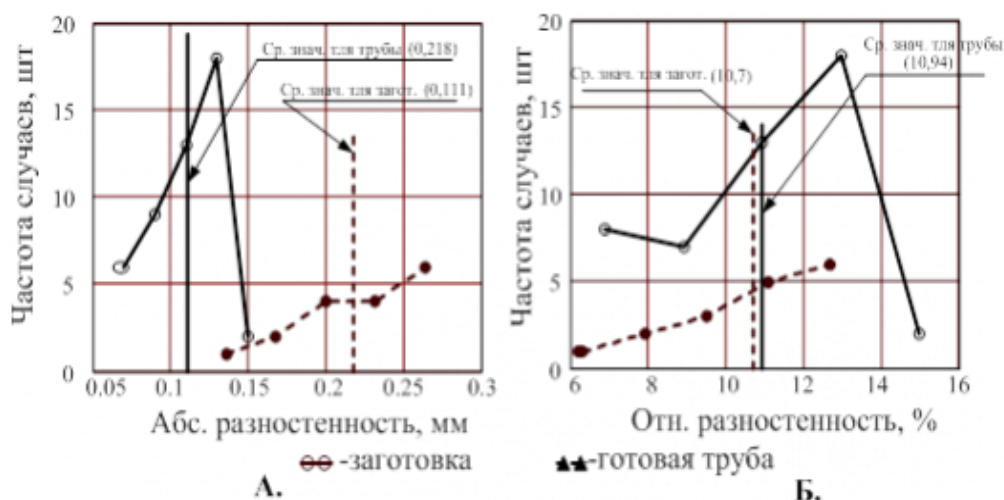 20
15
10
5
0
Частота случаев, шт
Ср. знач. тля трубы (0,218)
Ср. знач. тля загот. (0,111)
0.05 0.1 0.15 0.2 0.25 0.3
Абс. разностенность, мм
20
15
10
5
0
Частота случаев, шт
Ср. знач. тля загот. (10,7)
Ср. знач. тля трубы
(10,94)
6 8 10 12 14 16
Отн. разностенность, %
-заготовка
-готовая труба
А.
Б.